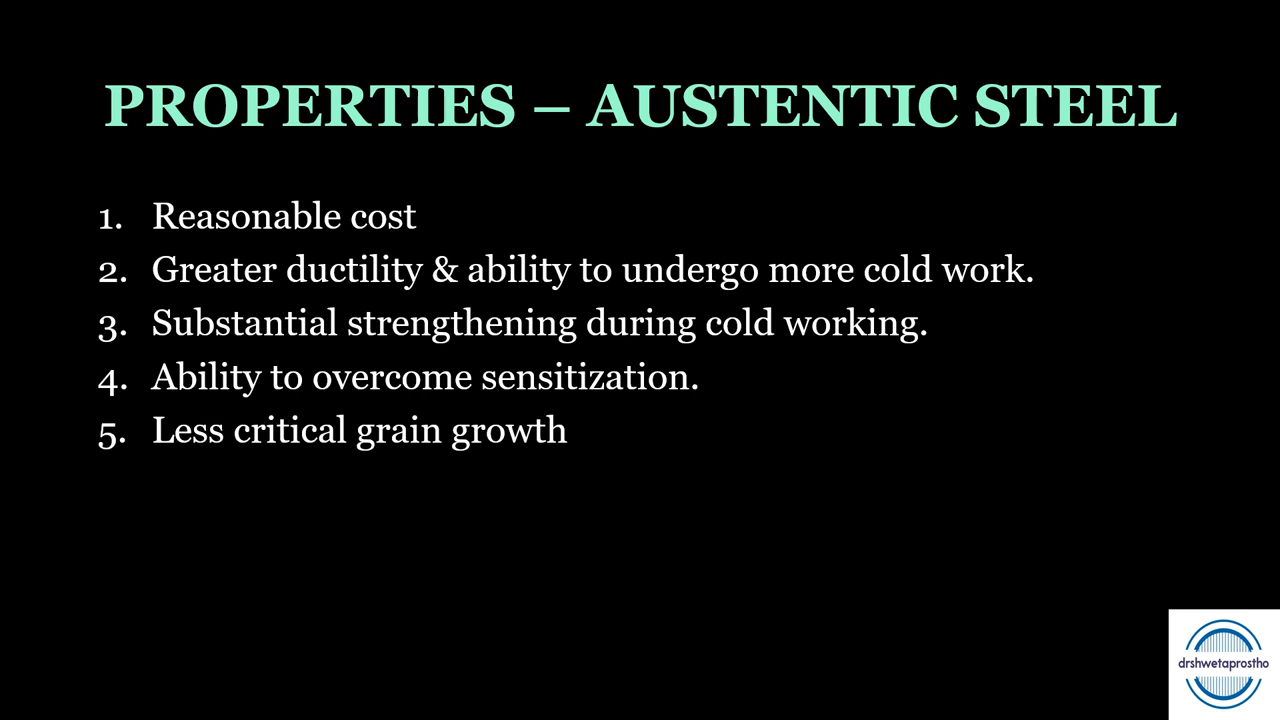 PROPERTIES – AUSTENTIC STEEL
1. Reasonable cost
2. Greater ductility & ability to undergo more cold work.
3. Substantial strengthening during cold working.
4. Ability to overcome sensitization.
5. Less critical grain growth
drshwetaprostho